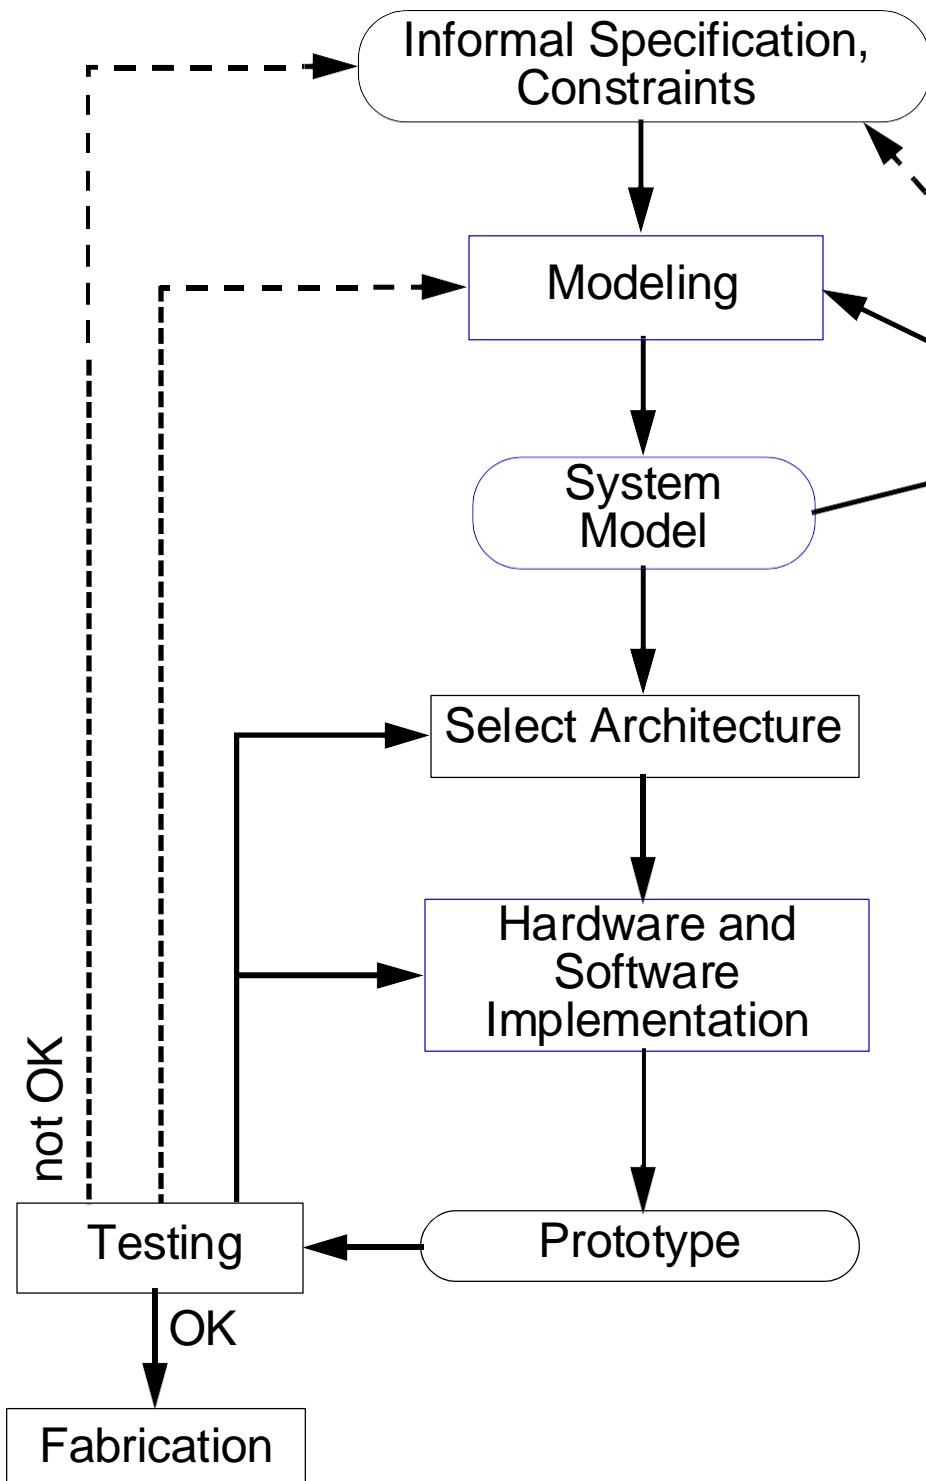 Informal Specification,
Constraints
Modeling
System
Model
Select Architecture
Hardware and
Software
Implementation
not OK
Testing
Prototype
OK
Fabrication